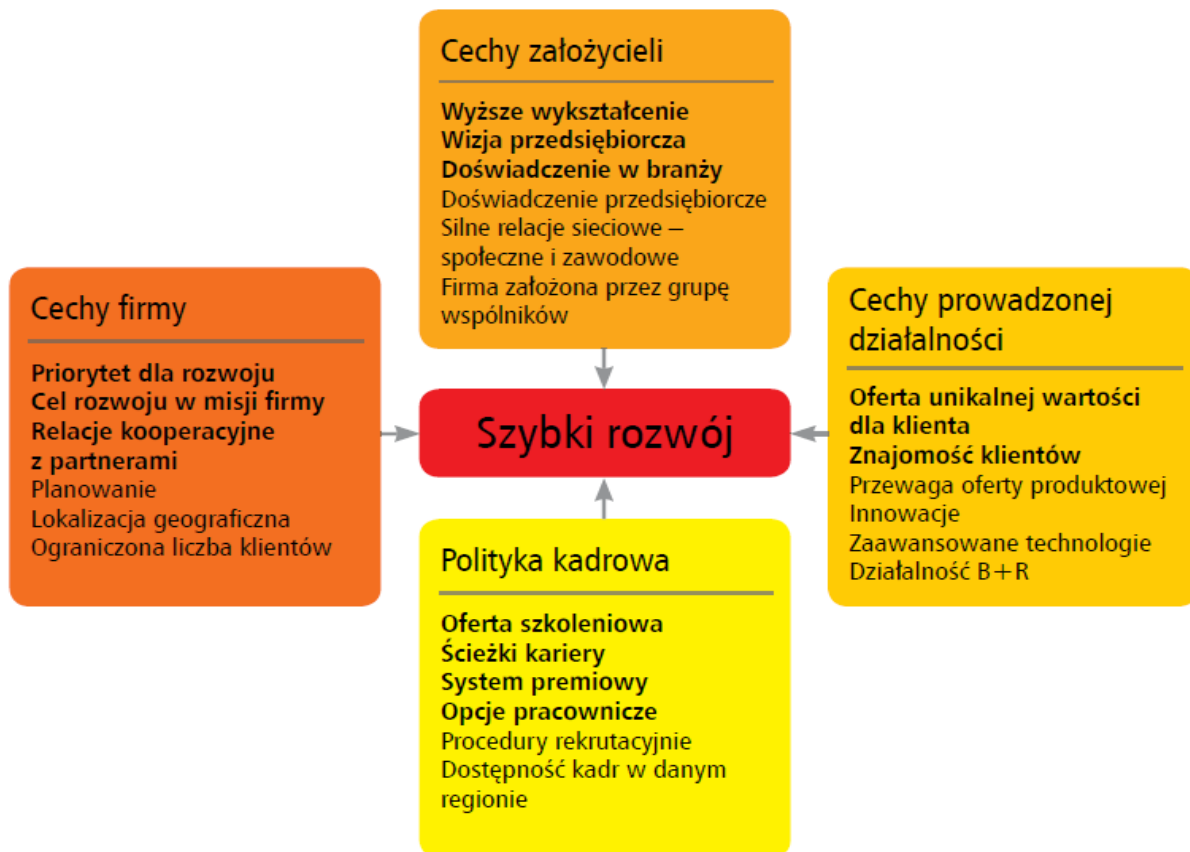 Cechy założycieli
Wyższe wykształcenie
Wizja przedsiębiorcza
Doświadczenie w branży
Doświadczenie przedsiębiorcze
Silne relacje sieciowe –
społeczne i zawodowe
Firma założona przez grupę
wspólników
Cechy firmy
Priorytet dla rozwoju
Cel rozwoju w misji firmy
Relacje kooperacyjne
z partnerami
Planowanie
Lokalizacja geograficzna
Ograniczona liczba klientów
Szybki rozwój
Cechy prowadzonej
działalności
Oferta unikalnej wartości
dla klienta
Znajomość klientów
Przewaga oferty produktowej
Innowacje
Zaawansowane technologie
Działalność B+R
Polityka kadrowa
Oferta szkoleniowa
Ścieżki kariery
System premiowy
Opcje pracownicze
Procedury rekrutacyjnie
Dostępność kadr w danym
regionie